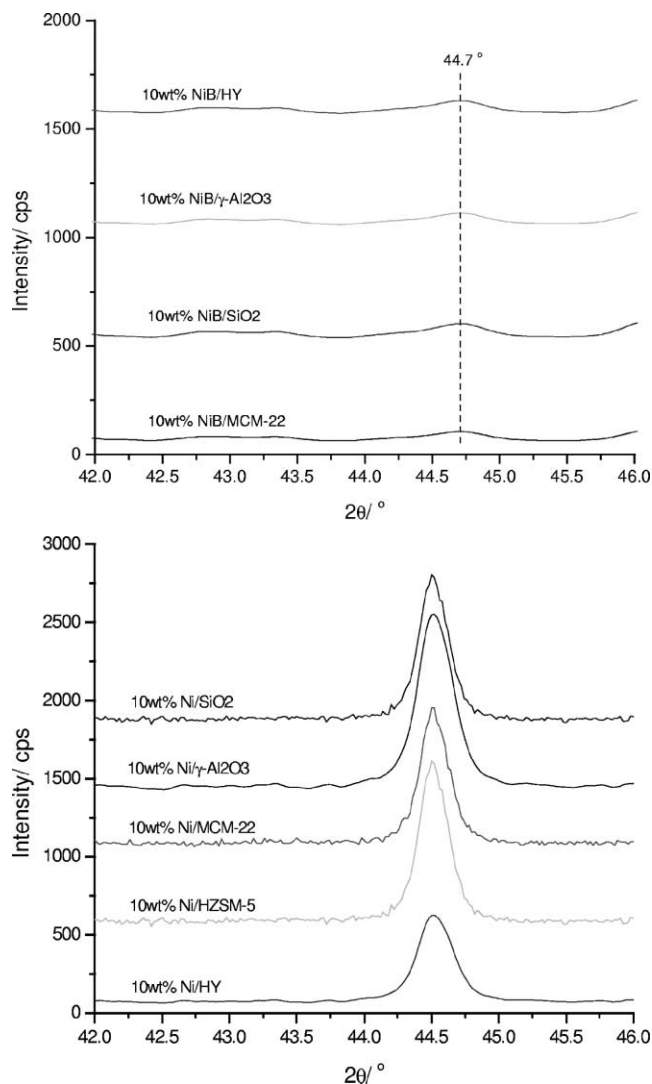 2000
44.7 °
10wt% NiB/HY
1500
10wt% NiB/γ-Al2O3
1000
10wt% NiB/SiO2
500
10wt% NiB/MCM-22
0
42.0 42.5 43.0 43.5 44.0 44.5 45.0 45.5 46.0
Intensity/ cps
2θ/ °
3000
2500
10wt% Ni/SiO2
2000
10wt% Ni/γ-Al2O3
1500
10wt% Ni/MCM-22
1000
10wt% Ni/HZSM-5
500
10wt% Ni/HY
0
42.0 42.5 43.0 43.5 44.0 44.5 45.0 45.5 46.0
Intensity/ cps
2θ/ °